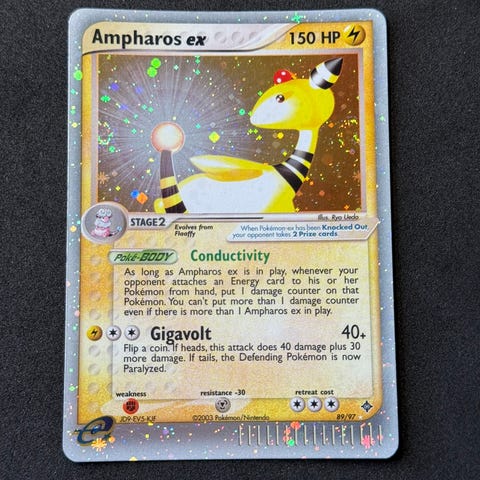 Ampharos ex 150 HP
Illus. Ryo Ueda
STAGE 2
Evolves from
Flaaffy
When Pokémon-ex has been Knocked Out,
your opponent takes 2 Prize cards.
Poké-BODY Conductivity
As long as Ampharos ex is in play, whenever your
opponent attaches an Energy card to his or her
Pokémon from hand, put 1 damage counter on that
Pokémon. You can't put more than 1 damage counter
even if there is more than 1 Ampharos ex in play.
Gigavolt 40+
Flip a coin. If heads, this attack does 40 damage plus 30
more damage. If tails, the Defending Pokémon is now
Paralyzed.
weakness resistance -30 retreat cost
JD9-EV5-KJF ©2003 Pokémon/Nintendo 89/97
e